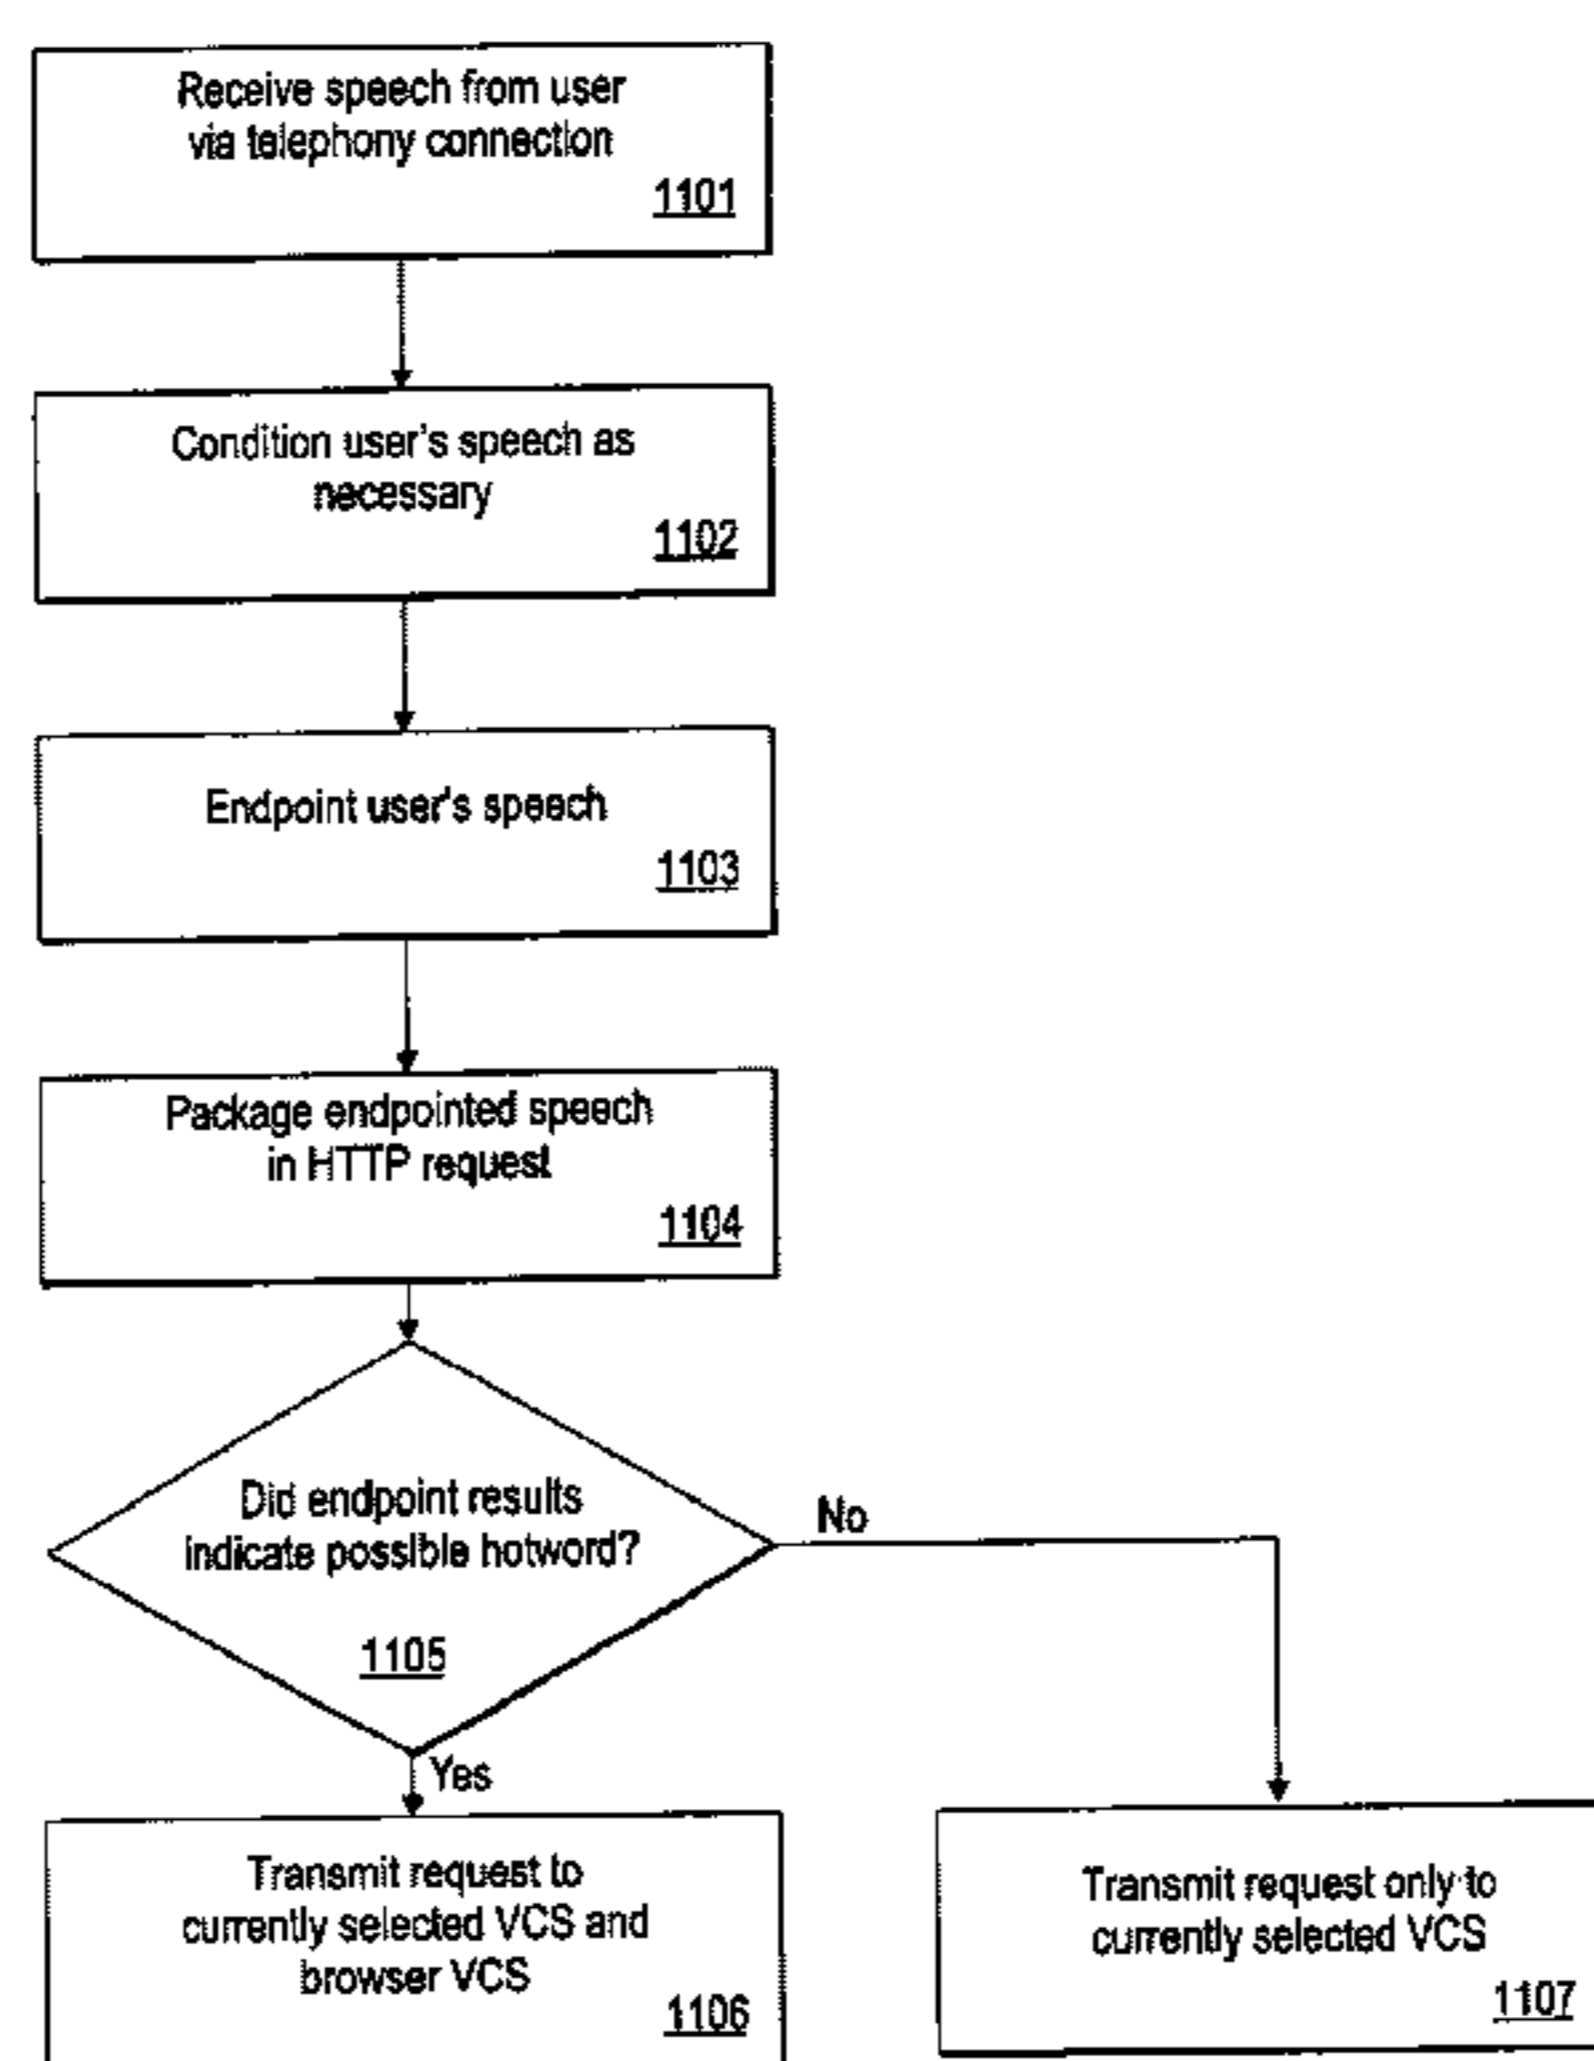 Receive speech from user
via telephony connection
1101
Condition user's speech as
necessary
1102
Endpoint user's speech
1103
Package endpointed speech
in HTTP request
1104
Did endpoint results
indicate possible hotword?
1105
No
Yes
Transmit request to
currently selected VCS and
browser VCS
1106
Transmit request only to
currently selected VCS
1107